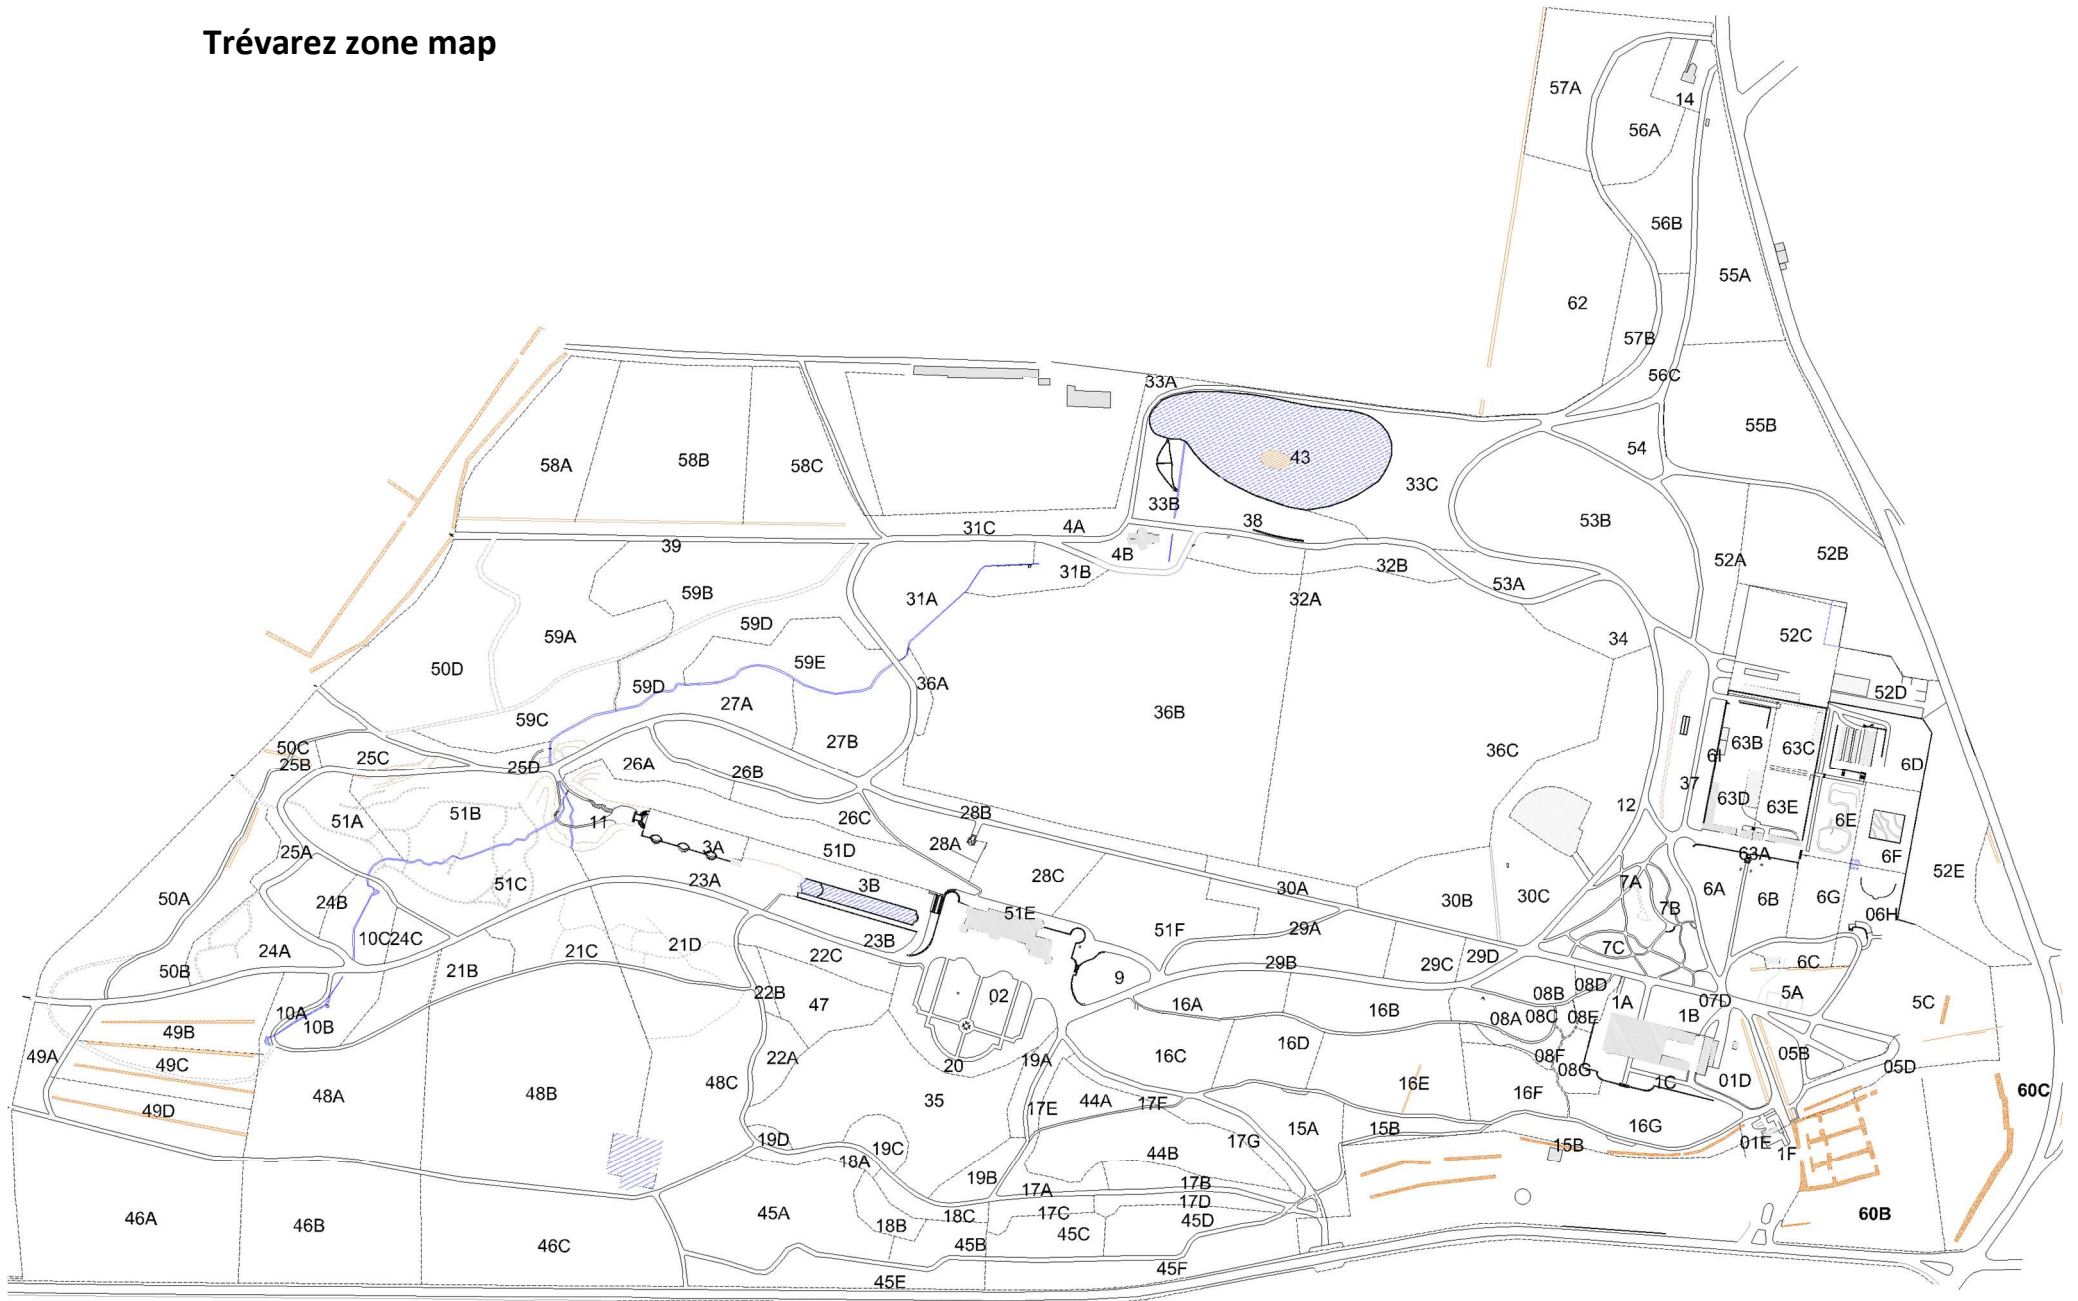 Trévarez zone map
57A
14
56A
56B
55A
62
57B
56C
33A
55B
54
43
58A
58B
58C
33C
33B
38
53B
31C
4A
39
4B
52A
52B
31B
32B
53A
59B
31A
32A
59D
59A
34
52C
50D
59E
59D
36A
52D
27A
59C
36B
27B
50C
25B
25C
25D
26A
26B
36C
6I
63B
63C
6D
37
63D
63E
12
51A
51B
11
26C
28B
6E
3A
28A
63A
6F
25A
51D
51C
23A
3B
28C
30A
7A
6A
52E
50A
24B
30B
30C
6B
6G
7B
06H
51E
10C
24C
23B
51F
29A
7C
24A
21C
21D
22C
50B
21B
29B
29C
29D
6C
9
08D
22B
02
08B
5A
47
16A
16B
1A
07D
5C
10A
10B
08A
08C
08E
1B
49B
49A
49C
22A
20
19A
16C
16D
08F
08G
05B
05D
48A
48B
48C
16E
1C
01D
60C
16F
35
44A
17E
17F
49D
15A
15B
16G
19D
19C
17G
15B
01E
1F
18A
44B
19B
17A
17B
46A
46B
45A
18B
18C
17C
17D
45D
60B
46C
45B
45C
45E
45F